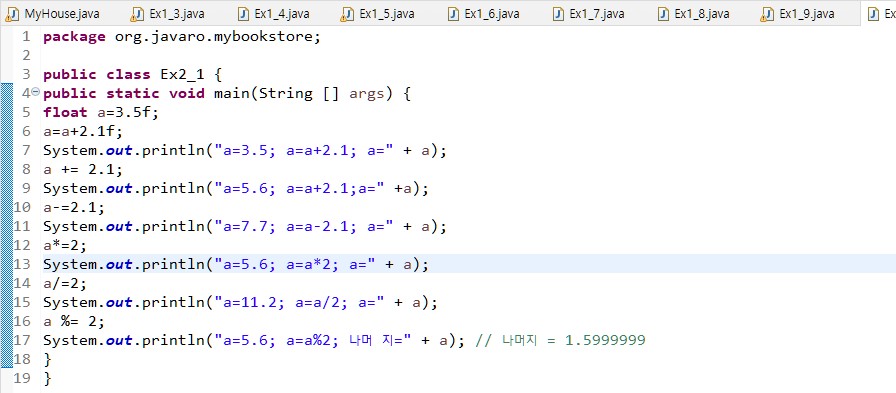 MyHouse.java Ex1_3.java Ex1_4.java Ex1_5.java Ex1_6.java Ex1_7.java Ex1_8.java Ex1_9.java Ex
1 package org.javaro.mybookstore;
2
3 public class Ex2_1 {
4 public static void main(String [] args) {
5 float a=3.5f;
6 a=a+2.1f;
7 System.out.println("a=3.5; a=a+2.1; a=" + a);
8 a += 2.1;
9 System.out.println("a=5.6; a=a+2.1;a=" +a);
10 a-=2.1;
11 System.out.println("a=7.7; a=a-2.1; a=" + a);
12 a*=2;
13 System.out.println("a=5.6; a=a*2; a=" + a);
14 a/=2;
15 System.out.println("a=11.2; a=a/2; a=" + a);
16 a %= 2;
17 System.out.println("a=5.6; a=a%2; 나머 지=" + a); // 나머지 = 1.5999999
18 }
19 }